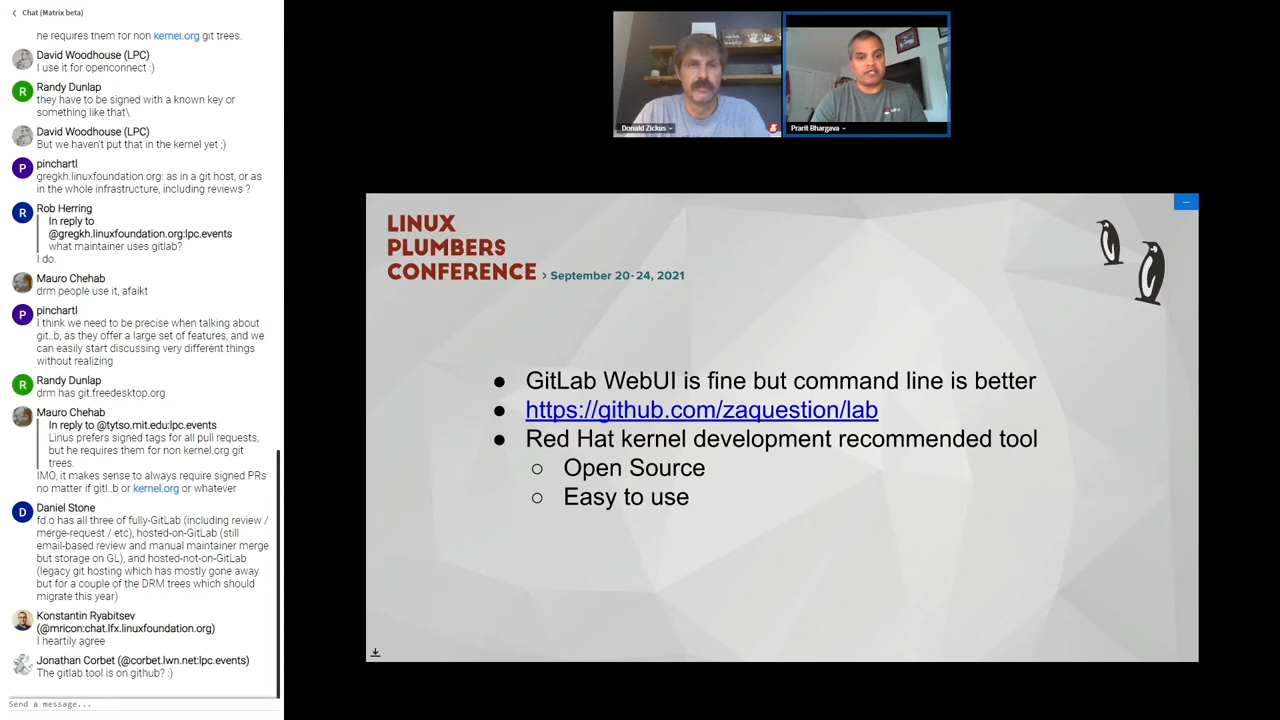 Chat (Matrix beta)
he requires them for non kernel.org git trees.
David Woodhouse (LPC)
I use it for openconnect :)
R
Randy Dunlap
they have to be signed with a known key or
something like that\
David Woodhouse (LPC)
But we haven't put that in the kernel yet ;)
P
pinchartl
gregkh.linuxfoundation.org: as in a git host, or as
in the whole infrastructure, including reviews ?
R
Rob Herring
In reply to
@gregkh.linuxfoundation.org:lpc.events
what maintainer uses gitlab?
I do.
Mauro Chehab
drm people use it, afaikt
P
pinchartl
I think we need to be precise when talking about
git..b, as they offer a large set of features, and we
can easily start discussing very different things
without realizing
R
Randy Dunlap
drm has git.freedesktop.org
Mauro Chehab
In reply to @tytso.mit.edu:lpc.events
Linus prefers signed tags for all pull requests,
but he requires them for non kernel.org git
trees.
IMO, it makes sense to always require signed PRs
no matter if gitl..b or kernel.org or whatever
D
Daniel Stone
fd.o has all three of fully-GitLab (including review /
merge-request / etc), hosted-on-GitLab (still
email-based review and manual maintainer merge
but storage on GL), and hosted-not-on-GitLab
(legacy git hosting which has mostly gone away
but for a couple of the DRM trees which should
migrate this year)
Konstantin Ryabitsev
(@mricon:chat.lfx.linuxfoundation.org)
I heartily agree
Jonathan Corbet (@corbet.lwn.net:lpc.events)
The gitlab tool is on github? :)
Send a message...
Donald Zickus
Prarit Bhargava
LINUX
PLUMBERS
CONFERENCE > September 20-24, 2021
● GitLab WebUI is fine but command line is better
● https://github.com/zaquestion/lab
● Red Hat kernel development recommended tool
○ Open Source
○ Easy to use